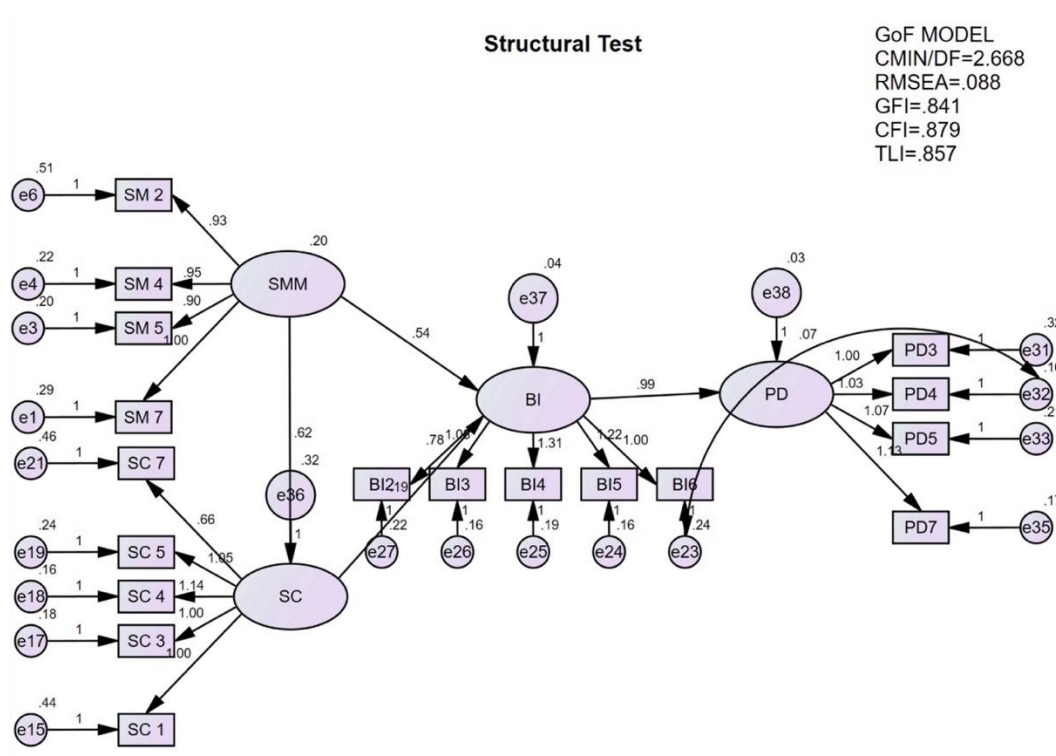 Structural Test
GoF MODEL
CMIN/DF=2.668
RMSEA=.088
GFI=.841
CFI=.879
TLI=.857
.51
e6
1
SM 2
.93
.20
SMM
.22
e4
1
SM 4
.95
.20
e3
1
SM 5
.90
1.00
.29
e1
1
SM 7
.46
e21
1
SC 7
.66
.24
e19
1
SC 5
1.05
.16
e18
1
SC 4
1.14
.18
e17
1
SC 3
1.00
1.00
.44
e15
1
SC 1
.62
.32
e36
1
SC
.54
.04
e37
1
BI
.99
.03
e38
1
.07
PD
.78
1.31
1.22
1.00
BI2
.19
BI3
BI4
BI5
BI6
1
1
1
1
1
.22
.16
.19
.16
.24
e27
e26
e25
e24
e23
1.00
PD3
1
e31
1.03
PD4
1
e32
1.07
PD5
1
e33
1.13
PD7
1
e35